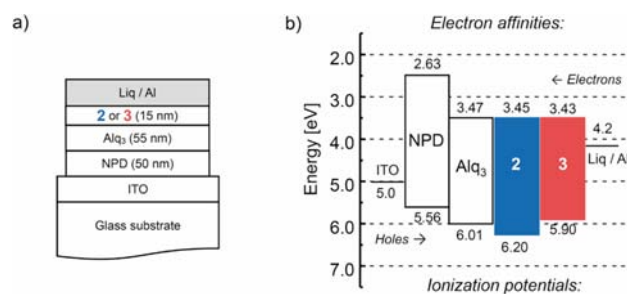 a)
Liq / Al
2 or 3 (15 nm)
Alq3 (55 nm)
NPD (50 nm)
ITO
Glass substrate
b)
Electron affinities:
Energy [eV]
2.0
3.0
4.0
5.0
6.0
7.0
2.63
← Electrons
3.47
3.45
3.43
4.2
Liq / Al
ITO
5.0
NPD
Alq3
2
3
5.56
6.01
6.20
5.90
Holes →
Ionization potentials: